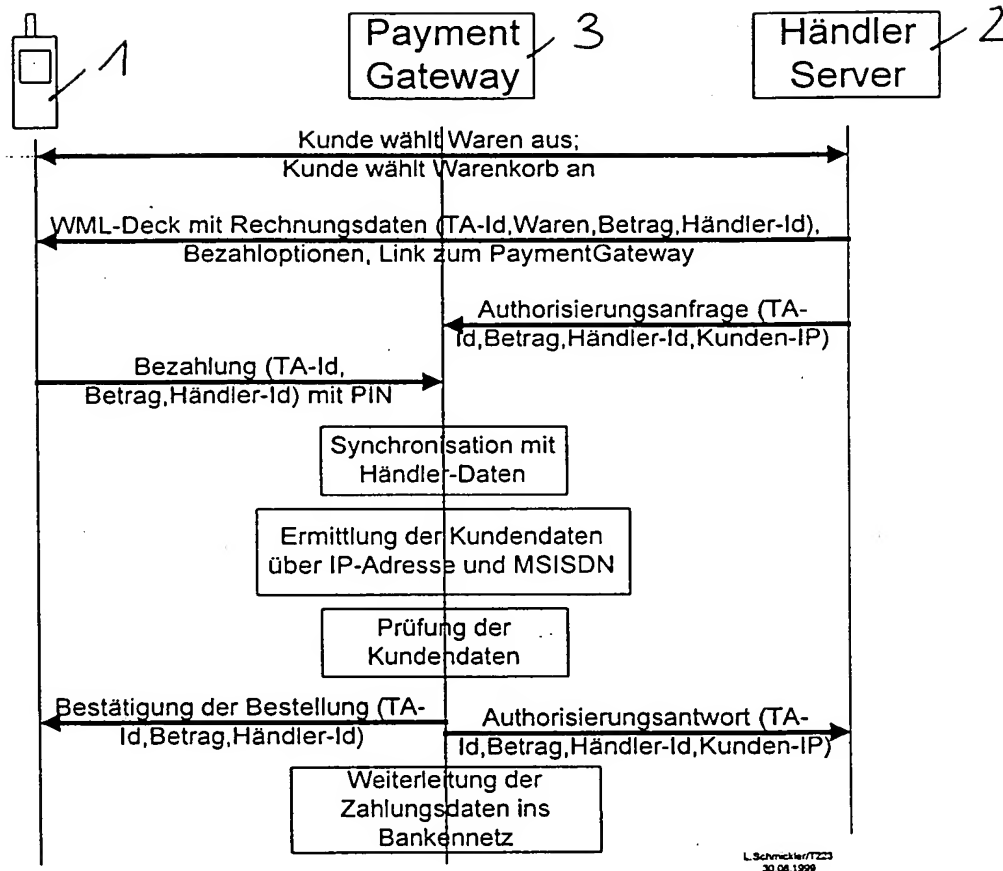 1
Payment
Gateway
3
Händler
Server
2
Kunde wählt Waren aus;
Kunde wählt Warenkorb an
WML-Deck mit Rechnungsdaten (TA-Id,Waren,Betrag,Händler-Id),
Bezahloptionen, Link zum PaymentGateway
Authorisierungsanfrage (TA-
Id,Betrag,Händler-Id,Kunden-IP)
Bezahlung (TA-Id,
Betrag,Händler-Id) mit PIN
Synchronisation mit
Händler-Daten
Ermittlung der Kundendaten
über IP-Adresse und MSISDN
Prüfung der
Kundendaten
Bestätigung der Bestellung (TA-
Id,Betrag,Händler-Id)
Authorisierungsantwort (TA-
Id,Betrag,Händler-Id,Kunden-IP)
Weiterleitung der
Zahlungsdaten ins
Bankennetz
L.Schmickler/TZ23
30.08.1999